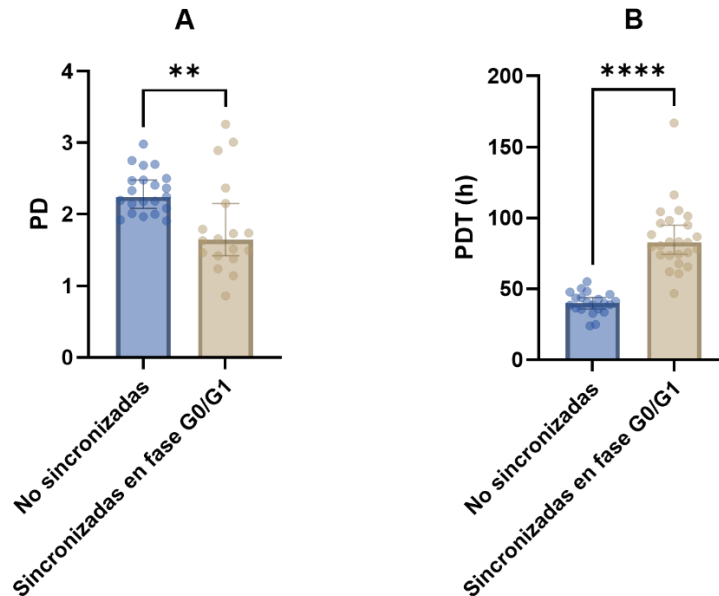 A
**
4
3
2
1
0
PD
No sincronizadas
Sincronizadas en fase G0/G1
B
****
200
150
100
50
0
PDT (h)
No sincronizadas
Sincronizadas en fase G0/G1